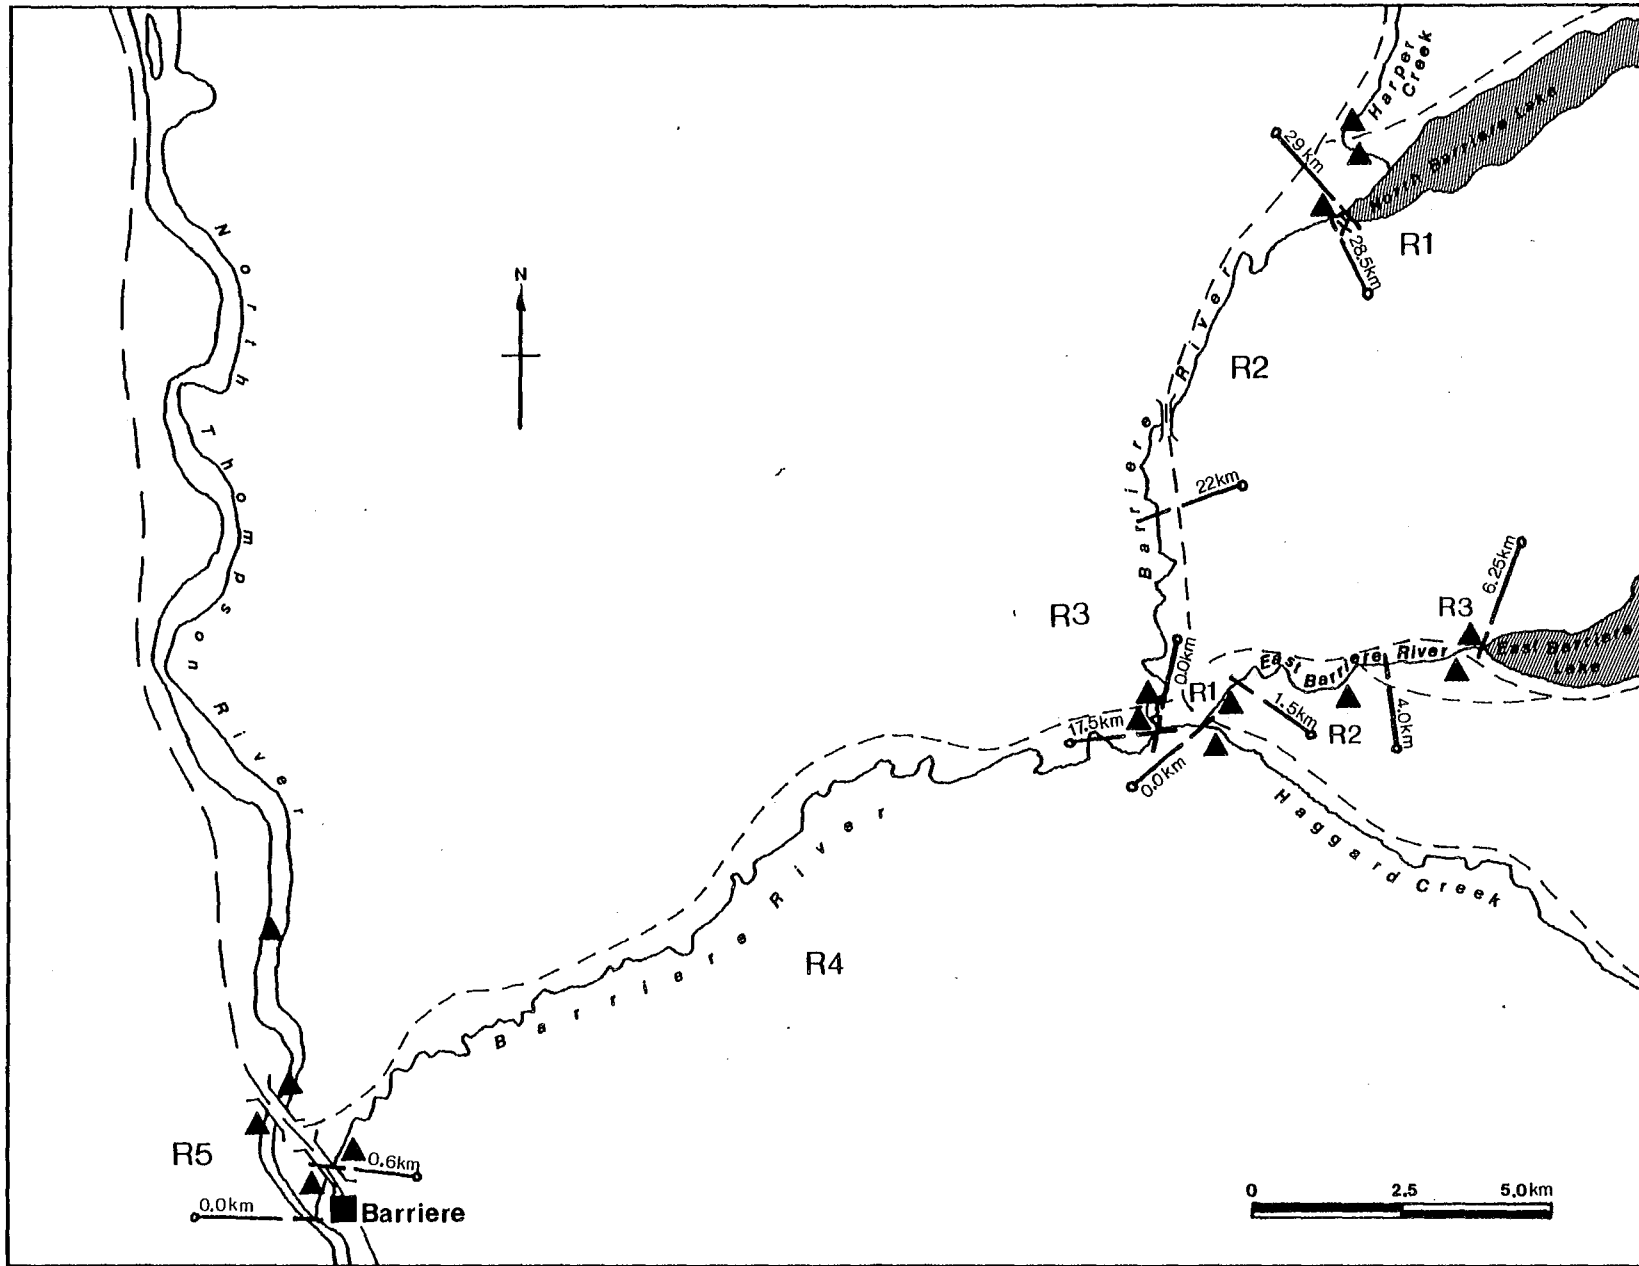 Harper
Creek
29km
North Barriere Lake
R1
28.5km
North Thompson River
N
Barriere River
R2
22km
6.25km
R3
R3
0.0km
East Barriere River
East Barriere
Lake
R1
17.5km
1.5km
R2
4.0km
0.0km
Haggard Creek
Barriere River
R4
R5
0.6km
0.0km
Barriere
0 2.5 5.0km